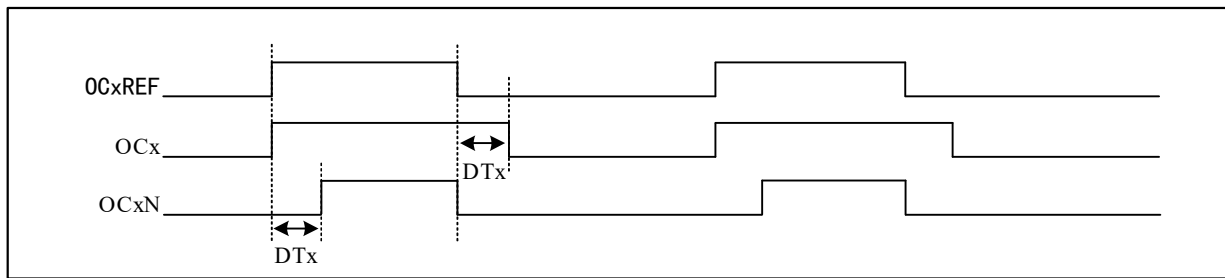 OCxREF
OCx
DTx
OCxN
DTx